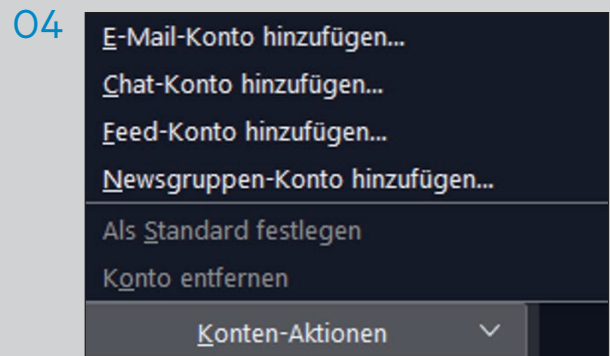 04
E-Mail-Konto hinzufügen...
Chat-Konto hinzufügen...
Feed-Konto hinzufügen...
Newsgruppen-Konto hinzufügen...
Als Standard festlegen
Konto entfernen
Konten-Aktionen